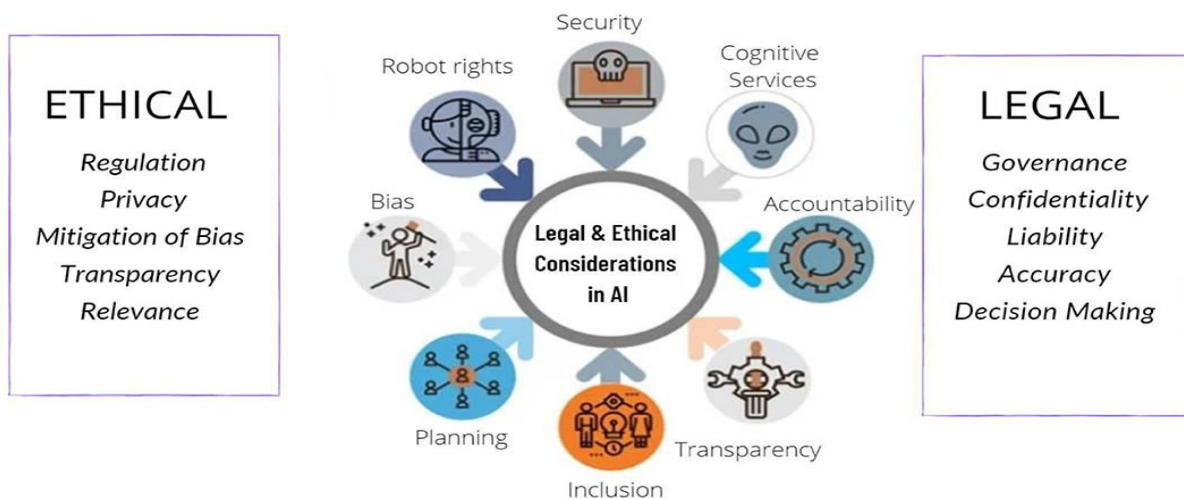 ETHICAL
Regulation
Privacy
Mitigation of Bias
Transparency
Relevance
Security
Robot rights
Cognitive
Services
Bias
Accountability
Legal & Ethical
Considerations
in AI
Planning
Transparency
Inclusion
LEGAL
Governance
Confidentiality
Liability
Accuracy
Decision Making